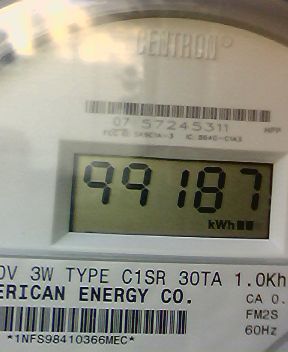 CENTRON®
07 57245311
99187
kWh
0V 3W TYPE C1SR 30TA 1.0Kh
ERICAN ENERGY CO. CA 0.
FM2S
60Hz
*1NFS98410366MEC*